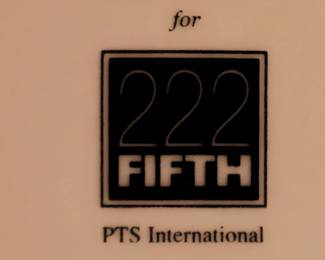 for
222
FIFTH
PTS International